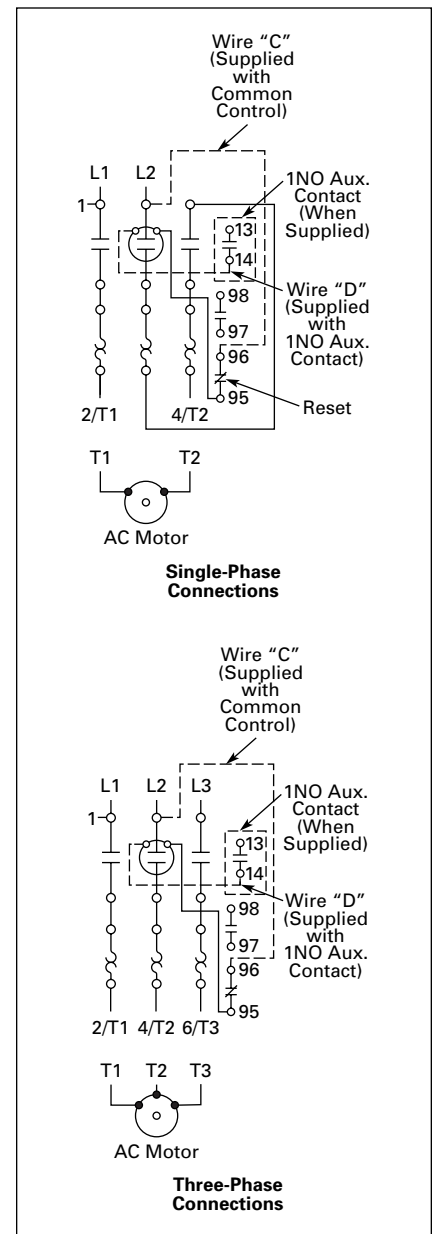 Wire “C”
(Supplied
with
Common
Control)
L1 L2
1
1NO Aux.
Contact
(When
Supplied)
13
14
Wire “D”
(Supplied
with
1NO Aux.
Contact)
98
97
96
95
Reset
2/T1 4/T2
T1 T2
AC Motor
Single-Phase
Connections
Wire “C”
(Supplied
with
Common
Control)
L1 L2 L3
1
1NO Aux.
Contact
(When
Supplied)
13
14
Wire “D”
(Supplied
with
1NO Aux.
Contact)
98
97
96
95
2/T1 4/T2 6/T3
T1 T2 T3
AC Motor
Three-Phase
Connections